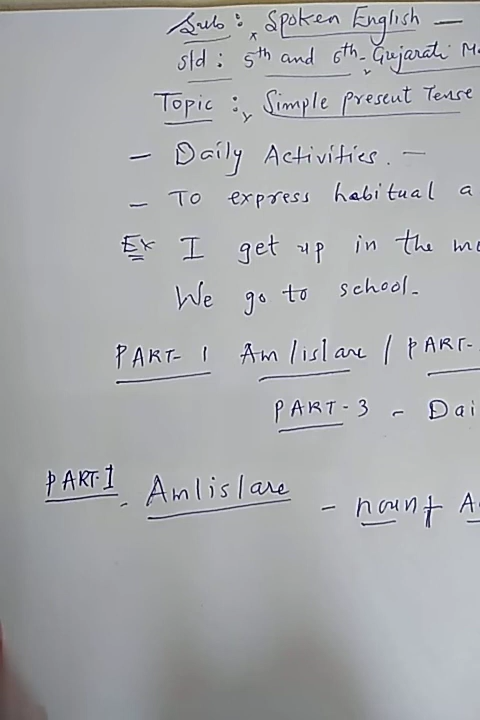 Sub : Spoken English —
Std : 5th and 6th - Gujarati M
Topic : Simple Present Tense
- Daily Activities. -
- To express habitual a
Ex I get up in the mo
We go to school.
PART- 1 Am/is/are / PART-
PART-3 - Dai
PART-1 - Am/is/are - noun + A